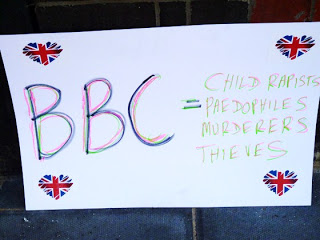 BBC =
CHILD RAPISTS
PAEDOPHILES
MURDERERS
THIEVES